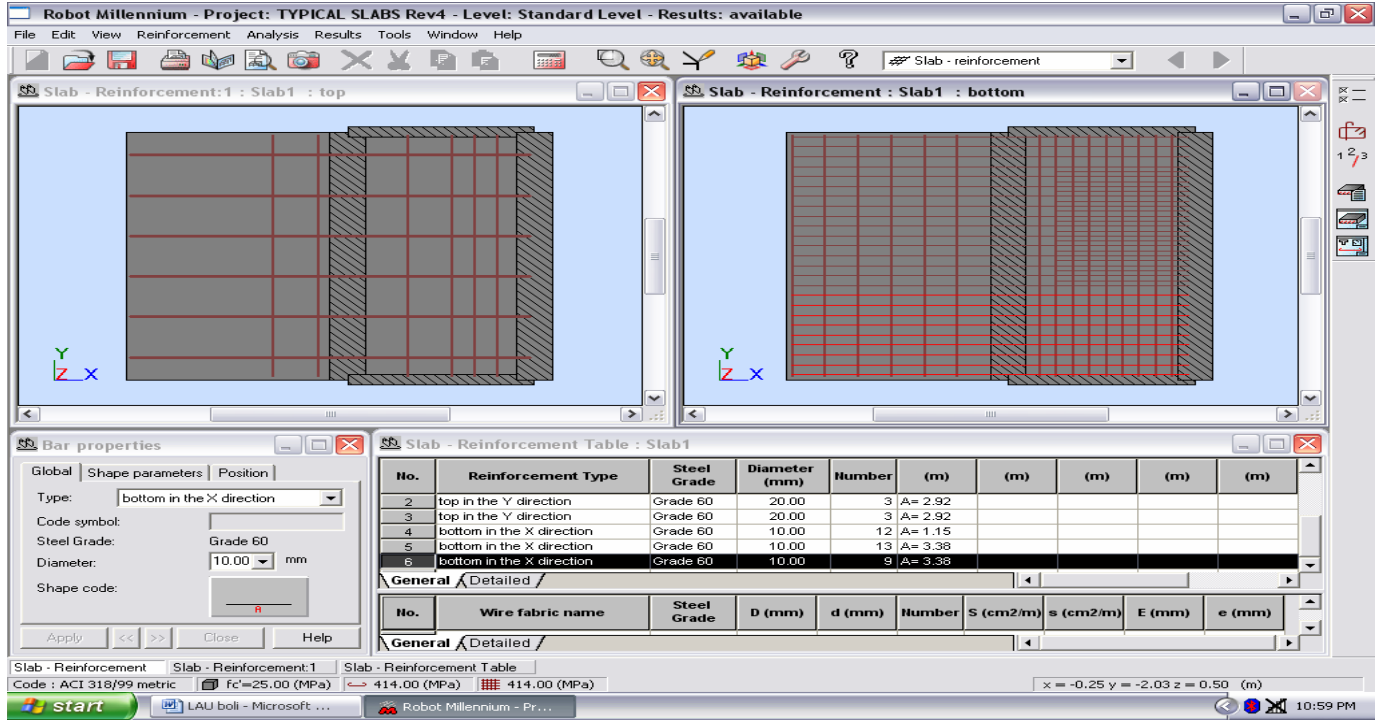 Robot Millennium - Project: TYPICAL SLABS Rev4 - Level: Standard Level - Results: available
File Edit View Reinforcement Analysis Results Tools Window Help
Slab - reinforcement
Slab - Reinforcement:1 : Slab1 : top
Y
Z X
Slab - Reinforcement : Slab1 : bottom
Y
Z X
1 2/3
Bar properties
Global Shape parameters Position
Type: bottom in the X direction
Code symbol:
Steel Grade: Grade 60
Diameter: 10.00 mm
Shape code:
A
Apply << >> Close Help
Slab - Reinforcement Table : Slab1
No. Reinforcement Type Steel Grade Diameter (mm) Number (m) (m) (m) (m) (m)
2 top in the Y direction Grade 60 20.00 3 A= 2.92
3 top in the Y direction Grade 60 20.00 3 A= 2.92
4 bottom in the X direction Grade 60 10.00 12 A= 1.15
5 bottom in the X direction Grade 60 10.00 13 A= 3.38
6 bottom in the X direction Grade 60 10.00 9 A= 3.38
General Detailed
No. Wire fabric name Steel Grade D (mm) d (mm) Number S (cm2/m) s (cm2/m) E (mm) e (mm)
General Detailed
Slab - Reinforcement Slab - Reinforcement:1 Slab - Reinforcement Table
Code : ACI 318/99 metric fc'=25.00 (MPa) 414.00 (MPa) 414.00 (MPa) x = -0.25 y = -2.03 z = 0.50 (m)
start LAU boli - Microsoft ... Robot Millennium - Pr... 10:59 PM